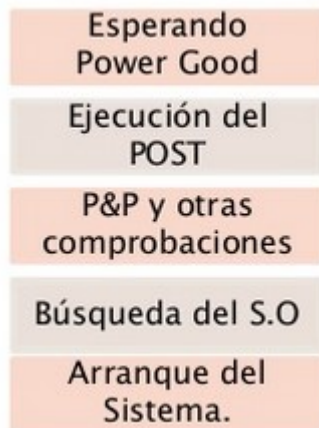 Esperando
Power Good
Ejecución del
POST
P&P y otras
comprobaciones
Búsqueda del S.O
Arranque del
Sistema.